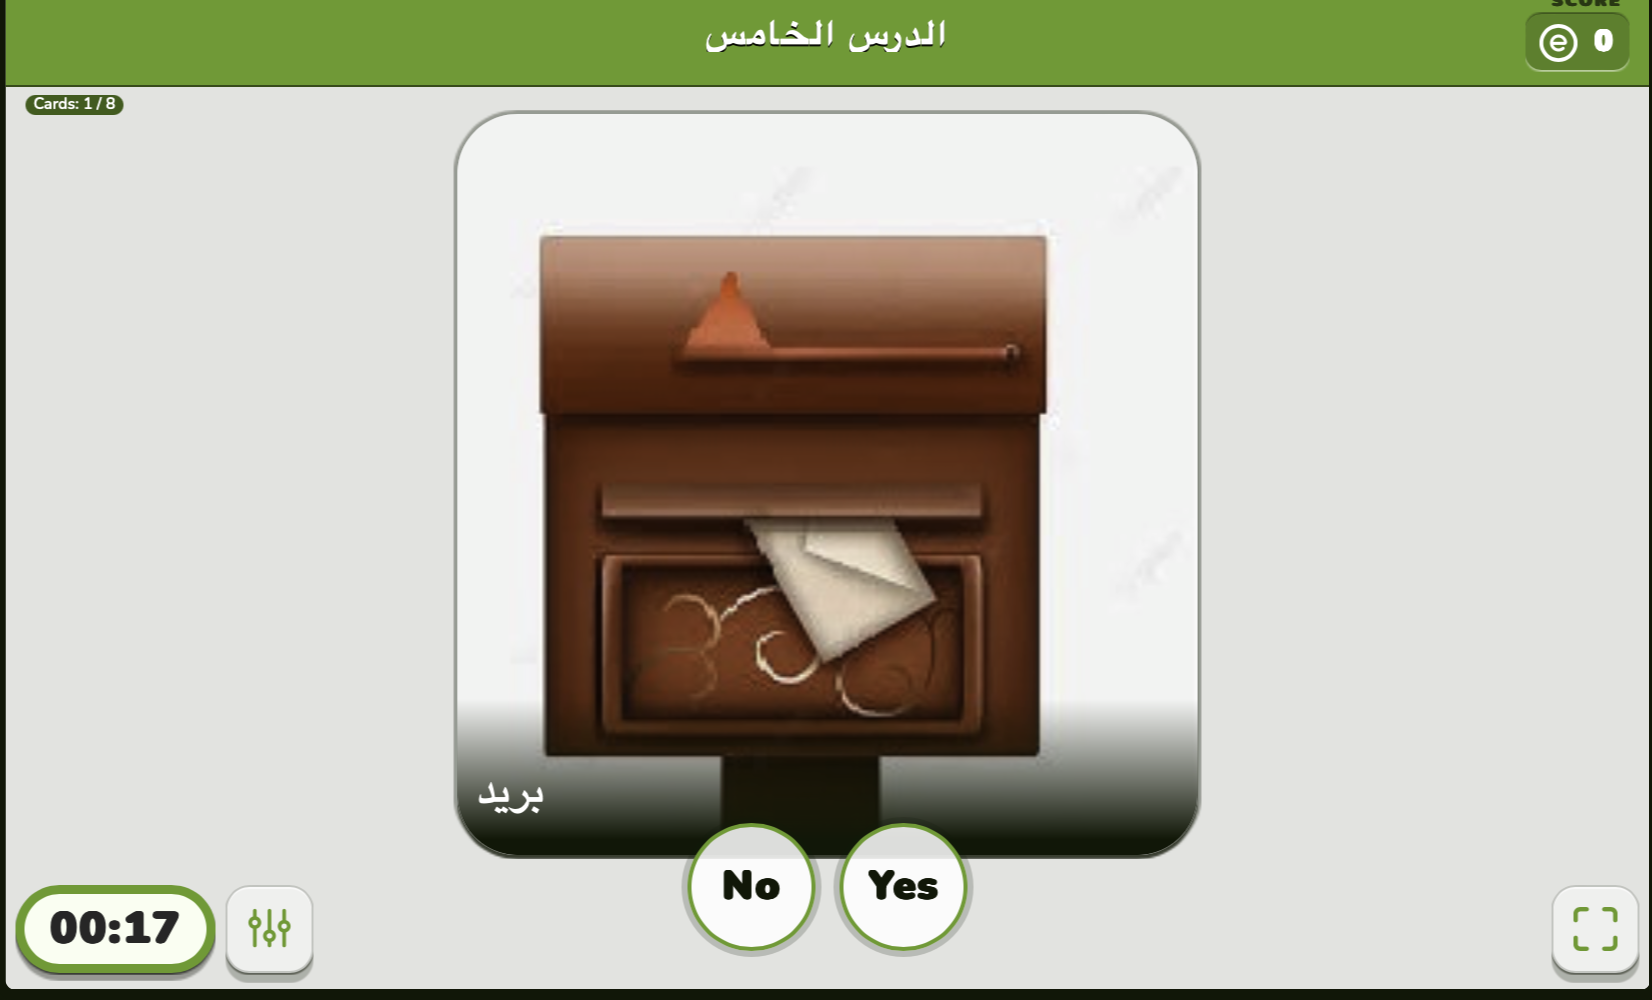 SCORE
الدرس الخامس
e 0
Cards: 1 / 8
بريد
No Yes
00:17